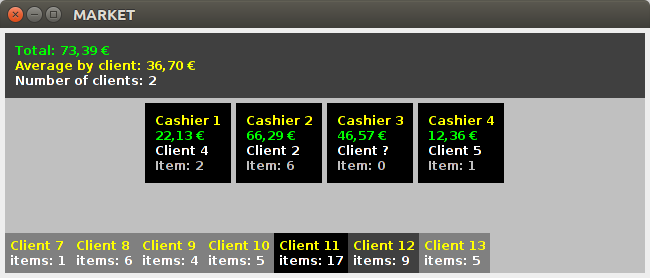 MARKET
Total: 73,39 €
Average by client: 36,70 €
Number of clients: 2
Cashier 1
22,13 €
Client 4
Item: 2
Cashier 2
66,29 €
Client 2
Item: 6
Cashier 3
46,57 €
Client ?
Item: 0
Cashier 4
12,36 €
Client 5
Item: 1
Client 7
items: 1
Client 8
items: 6
Client 9
items: 4
Client 10
items: 5
Client 11
items: 17
Client 12
items: 9
Client 13
items: 5